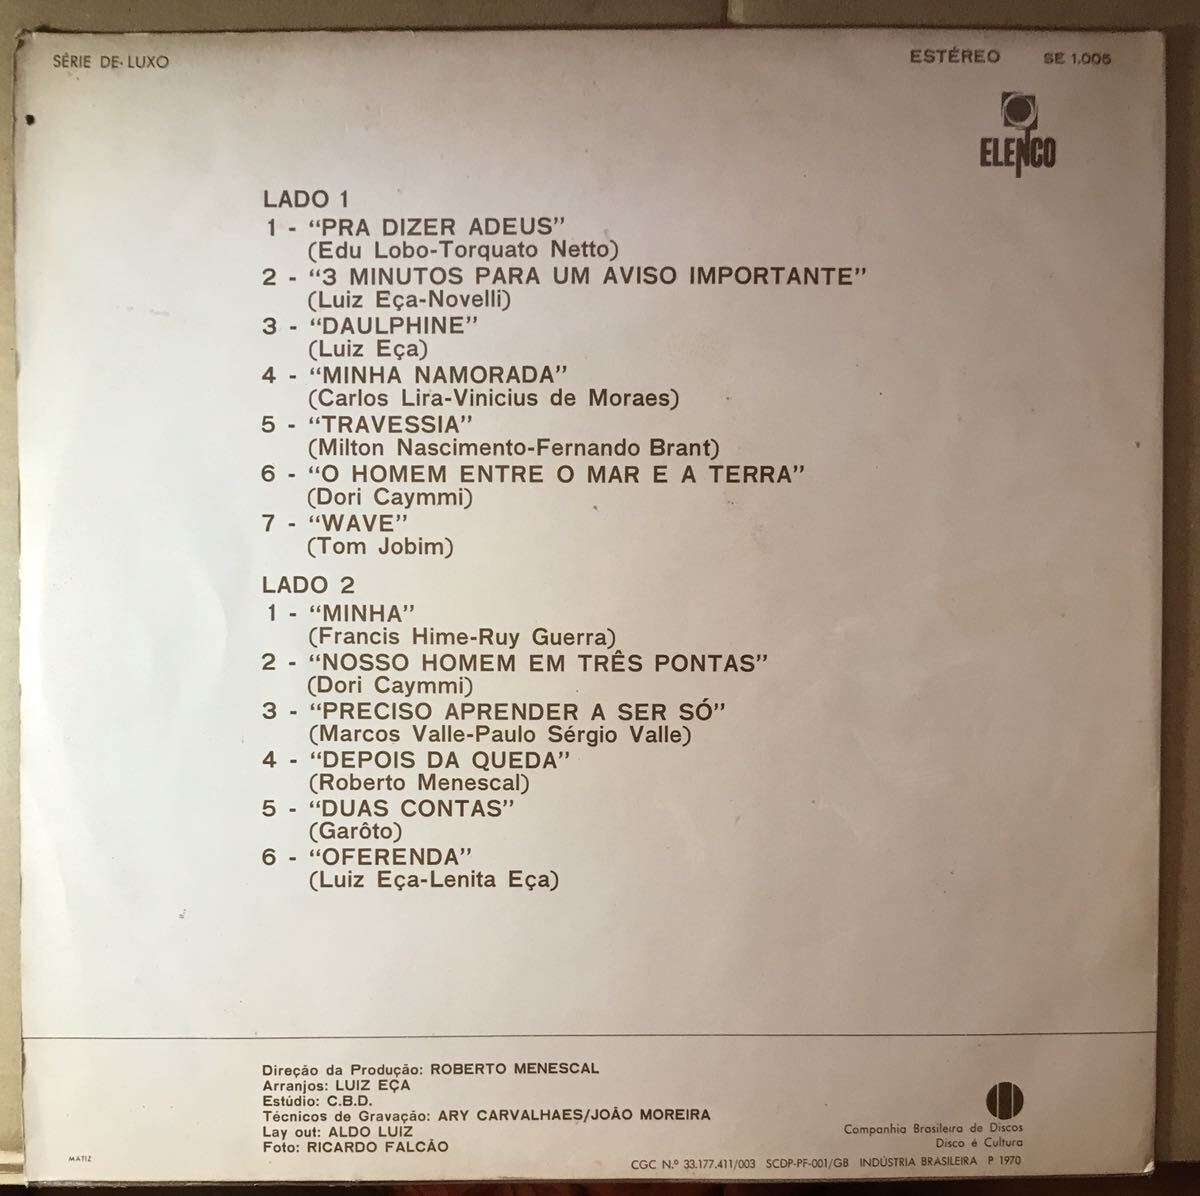 SÉRIE DE LUXO
ESTÉREO SE 1.005
ELENCO
LADO 1
1 - “PRA DIZER ADEUS”
(Edu Lobo-Torquato Netto)
2 - “3 MINUTOS PARA UM AVISO IMPORTANTE”
(Luiz Eça-Novelli)
3 - “DAULPHINE”
(Luiz Eça)
4 - “MINHA NAMORADA”
(Carlos Lira-Vinicius de Moraes)
5 - “TRAVESSIA”
(Milton Nascimento-Fernando Brant)
6 - “O HOMEM ENTRE O MAR E A TERRA”
(Dori Caymmi)
7 - “WAVE”
(Tom Jobim)
LADO 2
1 - “MINHA”
(Francis Hime-Ruy Guerra)
2 - “NOSSO HOMEM EM TRÊS PONTAS”
(Dori Caymmi)
3 - “PRECISO APRENDER A SER SÓ”
(Marcos Valle-Paulo Sérgio Valle)
4 - “DEPOIS DA QUEDA”
(Roberto Menescal)
5 - “DUAS CONTAS”
(Garôto)
6 - “OFERENDA”
(Luiz Eça-Lenita Eça)
Direção da Produção: ROBERTO MENESCAL
Arranjos: LUIZ EÇA
Estúdio: C.B.D.
Técnicos de Gravação: ARY CARVALHAES/JOÃO MOREIRA
Lay out: ALDO LUIZ
Foto: RICARDO FALCÃO
Companhia Brasileira de Discos
Disco é Cultura
MATIZ
CGC N.º 33.177.411/003 SCDP-PF-001/GB INDÚSTRIA BRASILEIRA P 1970